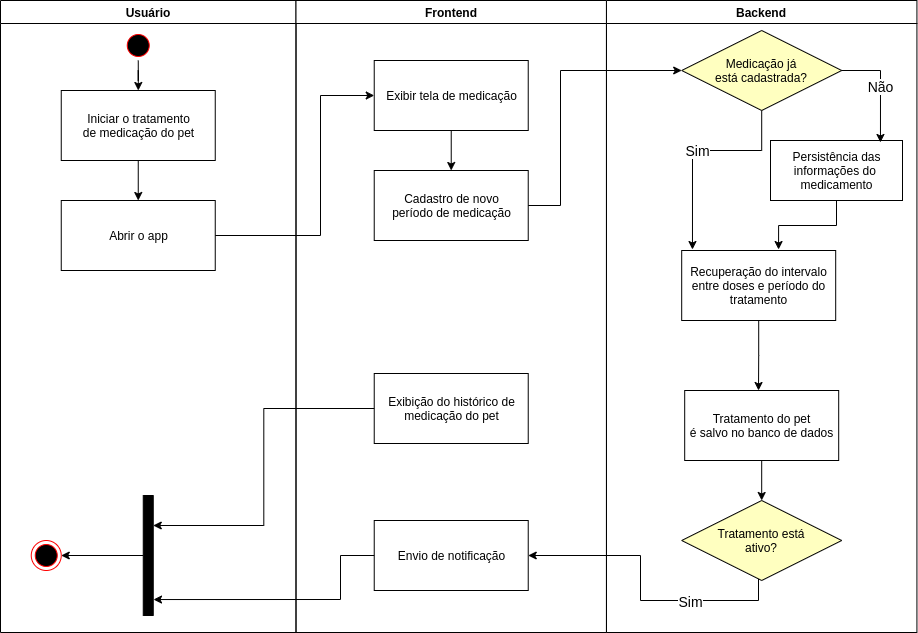 Usuário
Frontend
Backend
Iniciar o tratamento
de medicação do pet
Abrir o app
Exibir tela de medicação
Cadastro de novo
período de medicação
Medicação já
está cadastrada?
Não
Sim
Persistência das
informações do
medicamento
Recuperação do intervalo
entre doses e período do
tratamento
Tratamento do pet
é salvo no banco de dados
Tratamento está
ativo?
Sim
Exibição do histórico de
medicação do pet
Envio de notificação